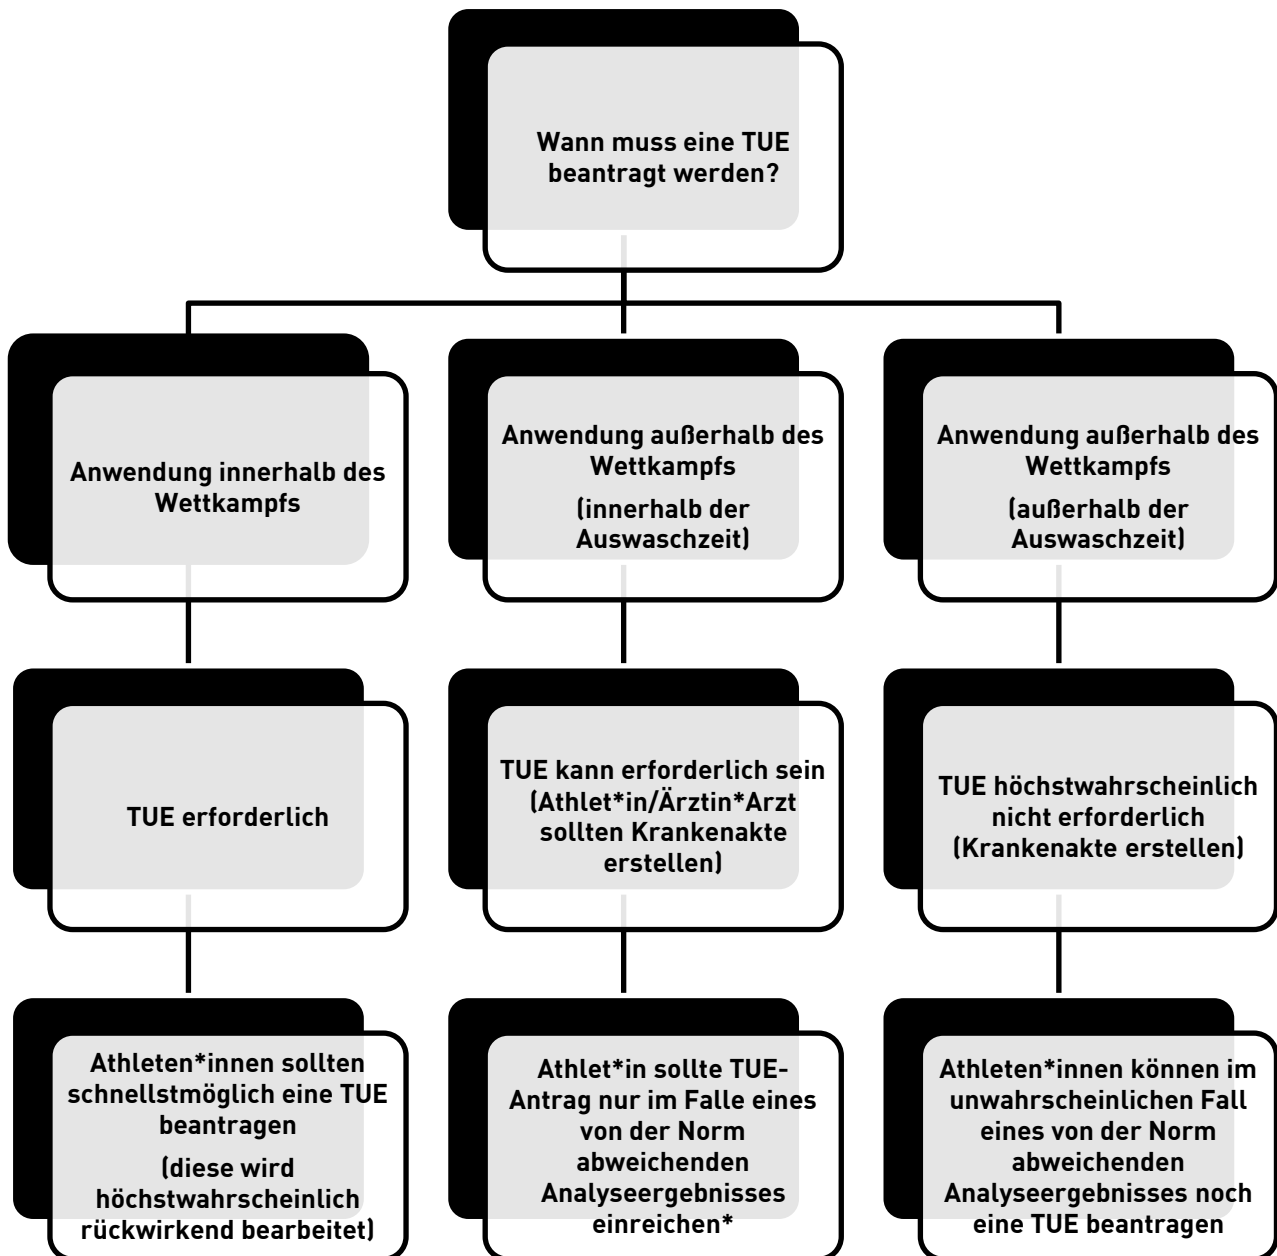 Wann muss eine TUE
beantragt werden?
Anwendung innerhalb des
Wettkampfs
Anwendung außerhalb des
Wettkampfs
(innerhalb der
Auswaschzeit)
Anwendung außerhalb des
Wettkampfs
(außerhalb der
Auswaschzeit)
TUE erforderlich
TUE kann erforderlich sein
(Athlet*in/Ärztin*Arzt
sollten Krankenakte
erstellen)
TUE höchstwahrscheinlich
nicht erforderlich
(Krankenakte erstellen)
Athleten*innen sollten
schnellstmöglich eine TUE
beantragen
(diese wird
höchstwahrscheinlich
rückwirkend bearbeitet)
Athlet*in sollte TUE-
Antrag nur im Falle eines
von der Norm
abweichenden
Analyseergebnisses
einreichen*
Athleten*innen können im
unwahrscheinlichen Fall
eines von der Norm
abweichenden
Analyseergebnisses noch
eine TUE beantragen